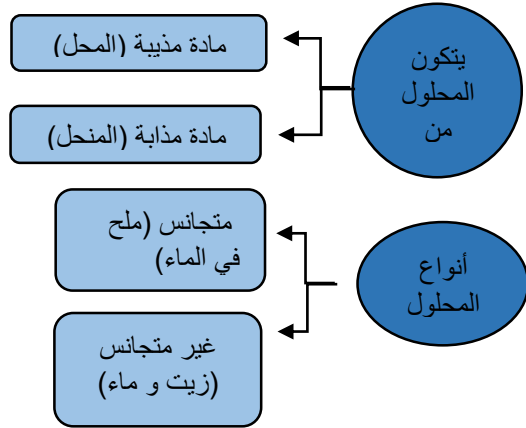 يتكون
المحلول
من
مادة مذيبة (المحل)
مادة مذابة (المنحل)
أنواع
المحلول
متجانس (ملح
في الماء)
غير متجانس
(زيت و ماء)